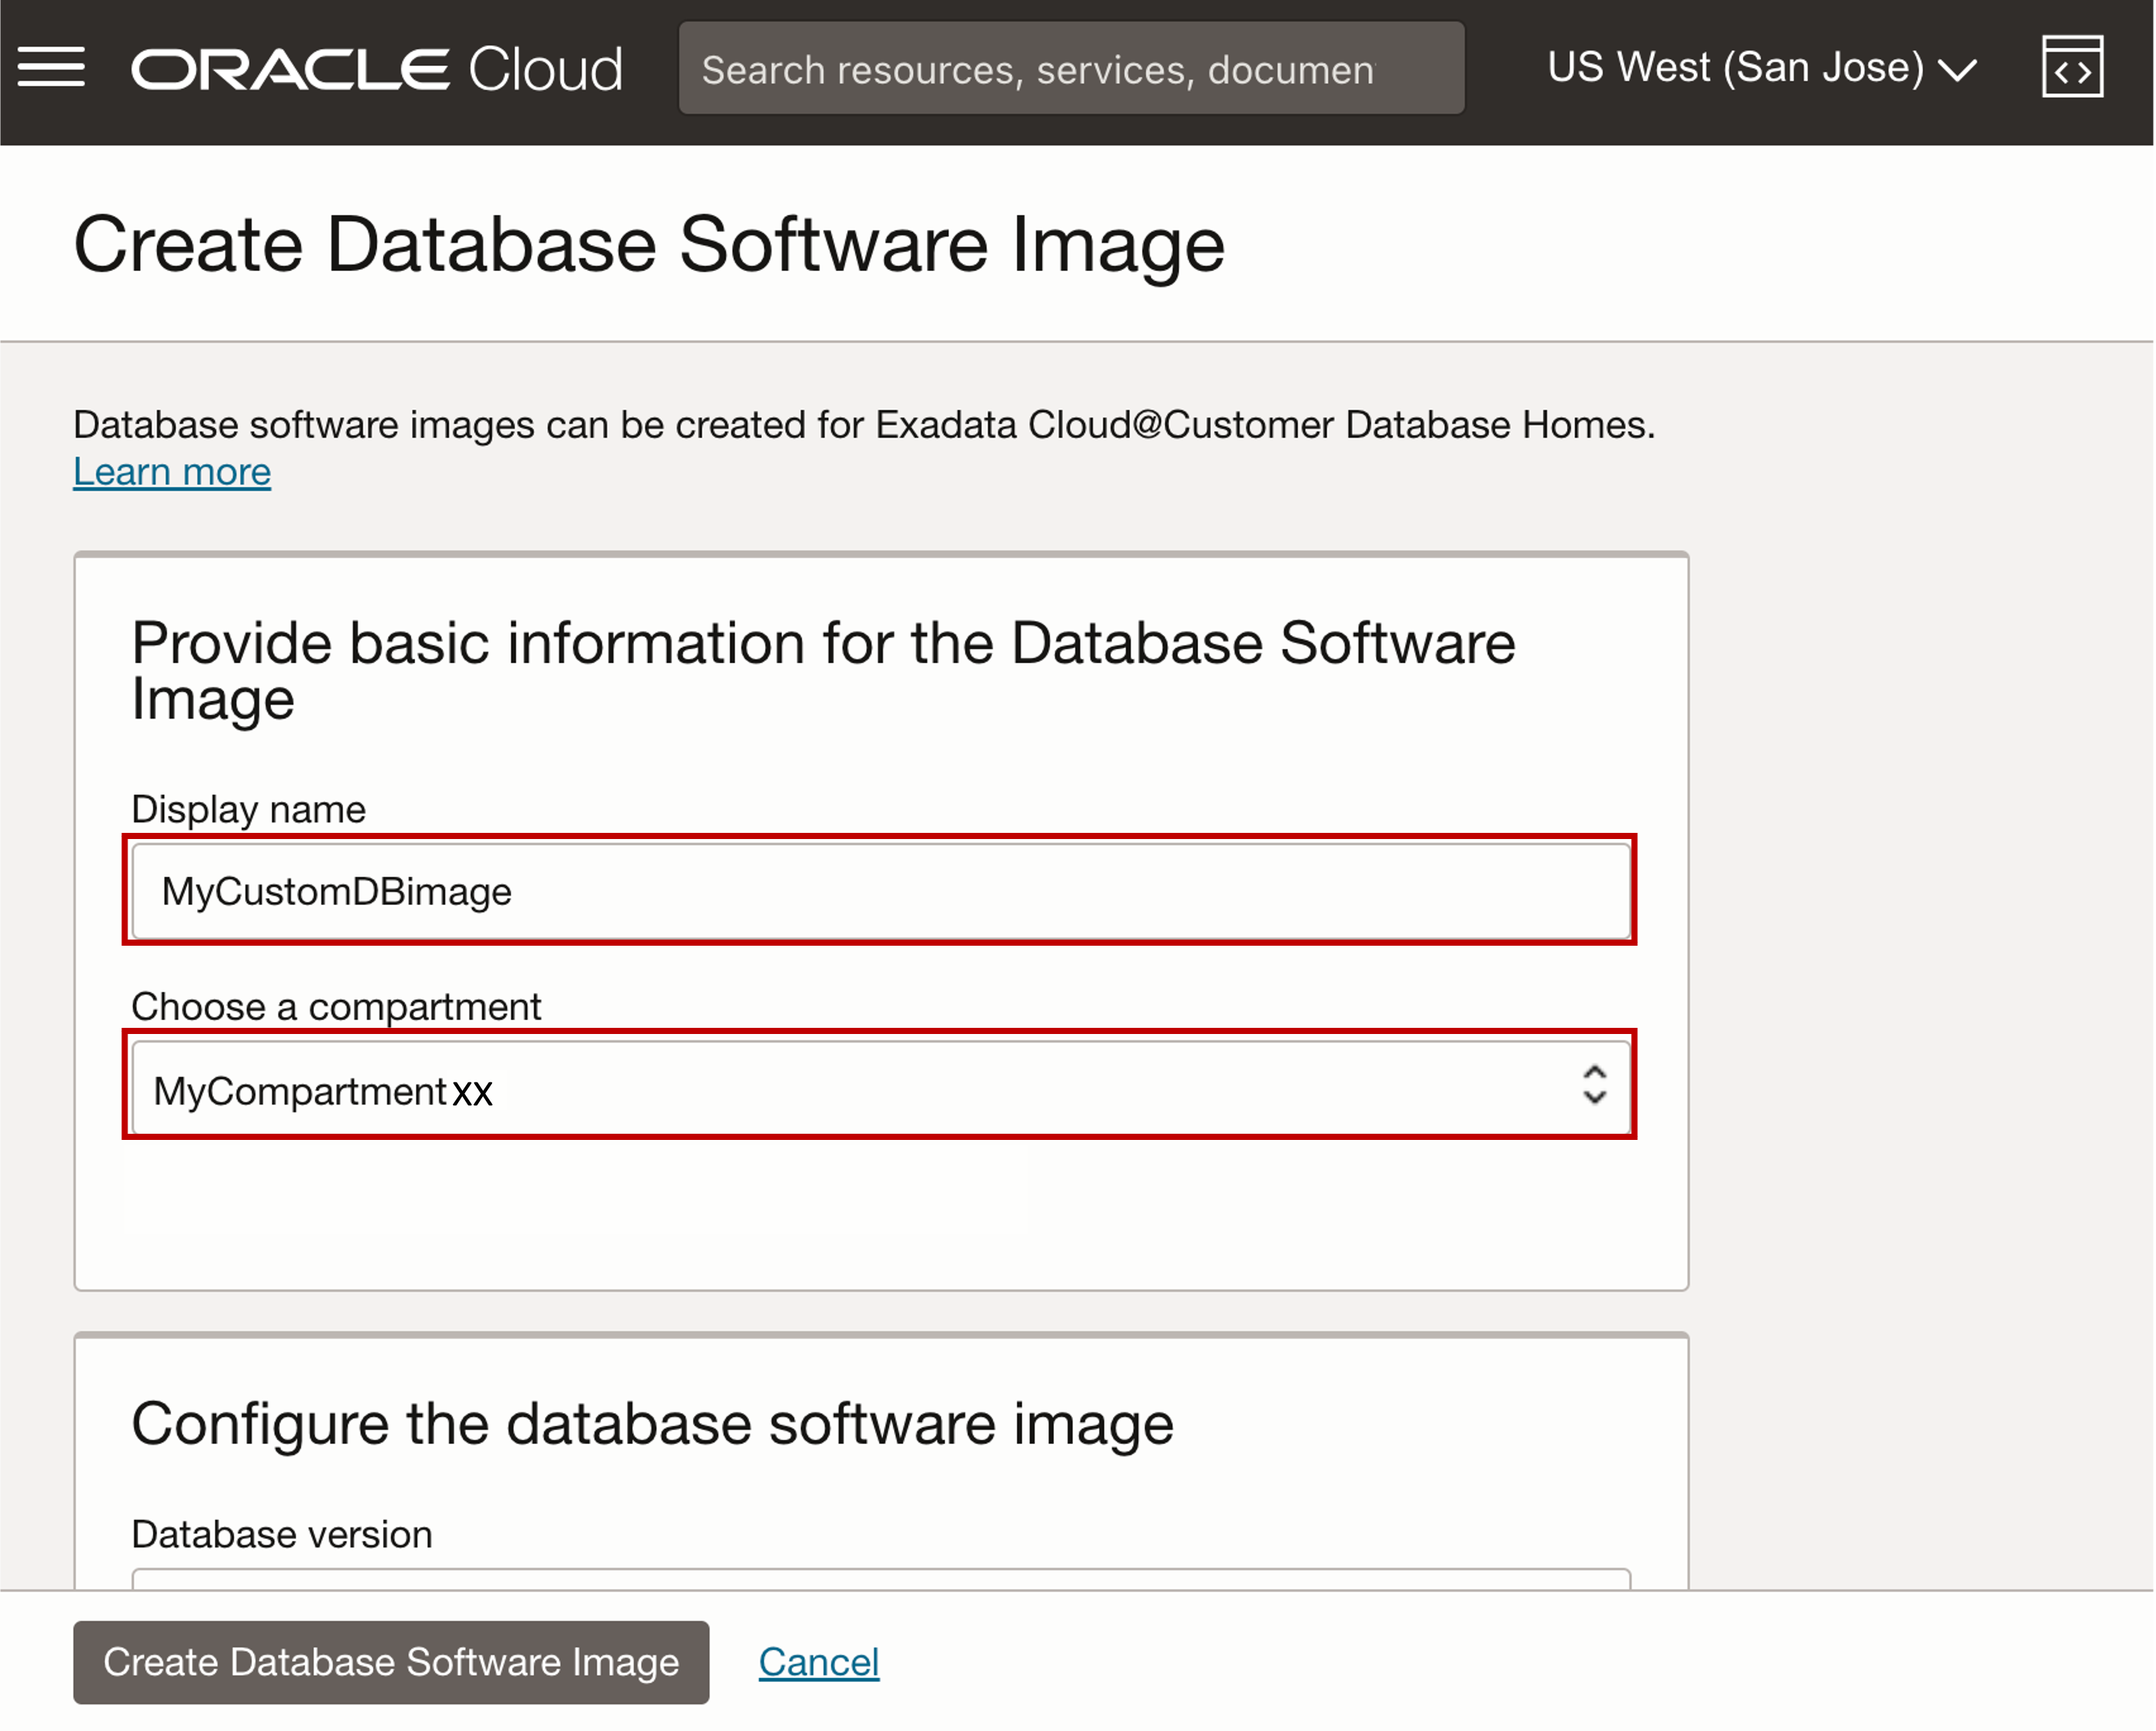 ORACLE Cloud
Search resources, services, documen
US West (San Jose)
Create Database Software Image
Database software images can be created for Exadata Cloud@Customer Database Homes.
Learn more
Provide basic information for the Database Software
Image
Display name
MyCustomDBimage
Choose a compartment
MyCompartmentXX
Configure the database software image
Database version
Create Database Software Image
Cancel